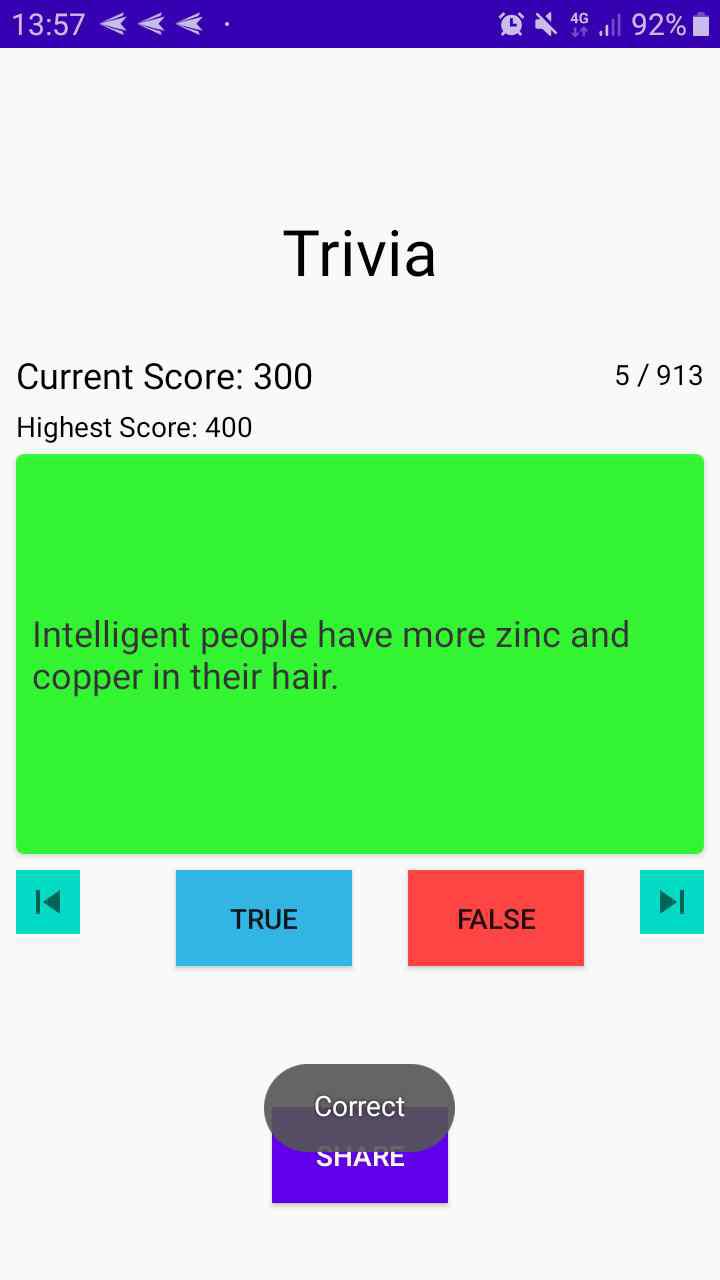 13:57
4G
92%
Trivia
Current Score: 300
5 / 913
Highest Score: 400
Intelligent people have more zinc and
copper in their hair.
TRUE
FALSE
Correct
SHARE